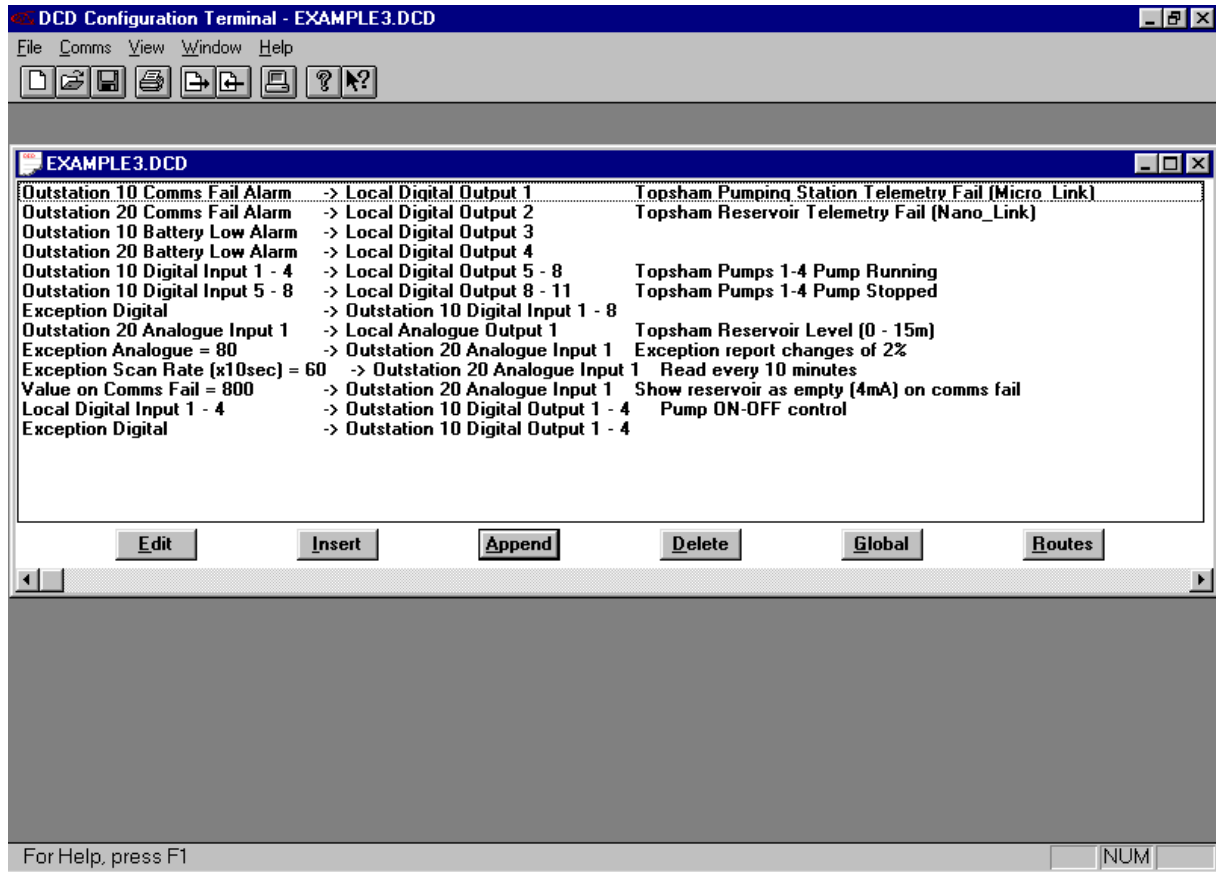 DCD Configuration Terminal - EXAMPLE3.DCD
File Comms View Window Help
EXAMPLE3.DCD
Outstation 10 Comms Fail Alarm -> Local Digital Output 1 Topsham Pumping Station Telemetry Fail (Micro_Link)
Outstation 20 Comms Fail Alarm -> Local Digital Output 2 Topsham Reservoir Telemetry Fail (Nano_Link)
Outstation 10 Battery Low Alarm -> Local Digital Output 3
Outstation 20 Battery Low Alarm -> Local Digital Output 4
Outstation 10 Digital Input 1 - 4 -> Local Digital Output 5 - 8 Topsham Pumps 1-4 Pump Running
Outstation 10 Digital Input 5 - 8 -> Local Digital Output 8 - 11 Topsham Pumps 1-4 Pump Stopped
Exception Digital -> Outstation 10 Digital Input 1 - 8
Outstation 20 Analogue Input 1 -> Local Analogue Output 1 Topsham Reservoir Level (0 - 15m)
Exception Analogue = 80 -> Outstation 20 Analogue Input 1 Exception report changes of 2%
Exception Scan Rate (x10sec) = 60 -> Outstation 20 Analogue Input 1 Read every 10 minutes
Value on Comms Fail = 800 -> Outstation 20 Analogue Input 1 Show reservoir as empty (4mA) on comms fail
Local Digital Input 1 - 4 -> Outstation 10 Digital Output 1 - 4 Pump ON-OFF control
Exception Digital -> Outstation 10 Digital Output 1 - 4
Edit Insert Append Delete Global Routes
For Help, press F1 NUM